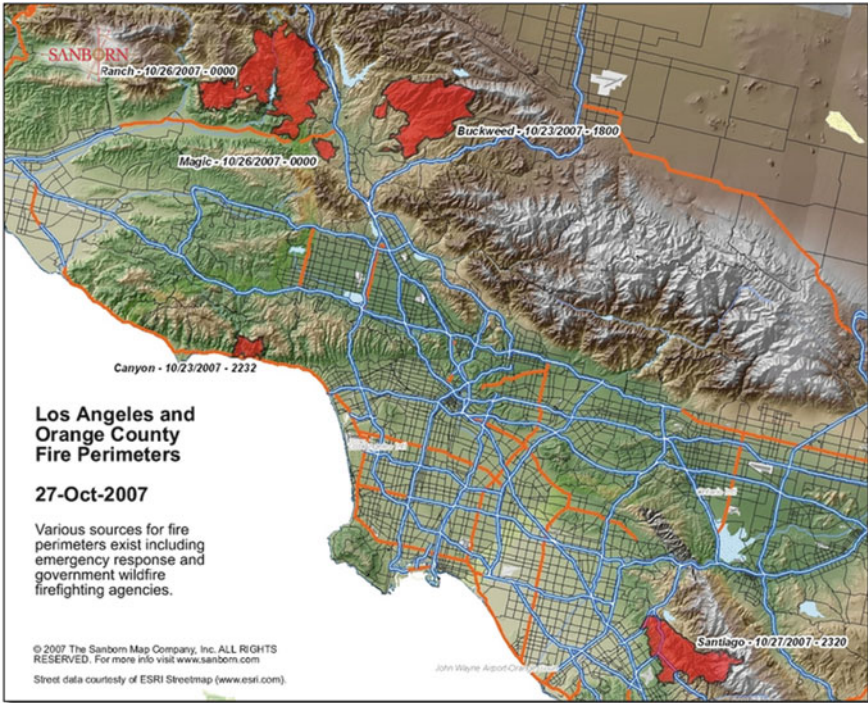 SANBORN
Ranch - 10/26/2007 - 0000
Buckweed - 10/23/2007 - 1800
Magic - 10/26/2007 - 0000
Canyon - 10/23/2007 - 2232
Los Angeles and
Orange County
Fire Perimeters
27-Oct-2007
Various sources for fire
perimeters exist including
emergency response and
government wildfire
firefighting agencies.
Santiago - 10/27/2007 - 2320
© 2007 The Sanborn Map Company, Inc. ALL RIGHTS
RESERVED. For more info visit www.sanborn.com
John Wayne Airport-Orange
Street data courtesty of ESRI Streetmap (www.esri.com).